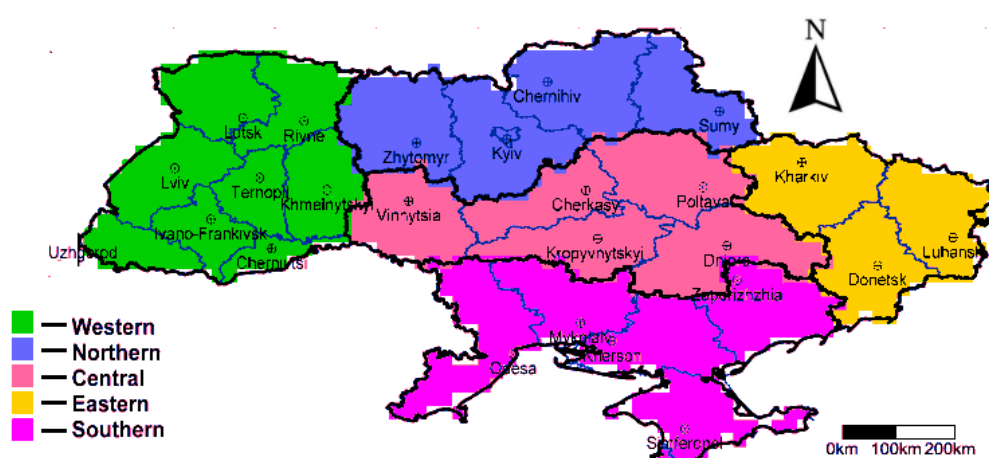 N
Chernihiv
Sumy
Lutsk
Rivne
Zhytomyr
Kyiv
Kharkiv
Lviv
Ternopil
Khmelnytskyi
Vinnytsia
Cherkasy
Poltava
Ivano-Frankivsk
Uzhgorod
Chernivtsi
Kropyvnytskyi
Dnipro
Luhansk
Donetsk
Zaporizhzhia
Mykolaiv
Kherson
Odesa
Simferopol
Western
Northern
Central
Eastern
Southern
0km 100km 200km